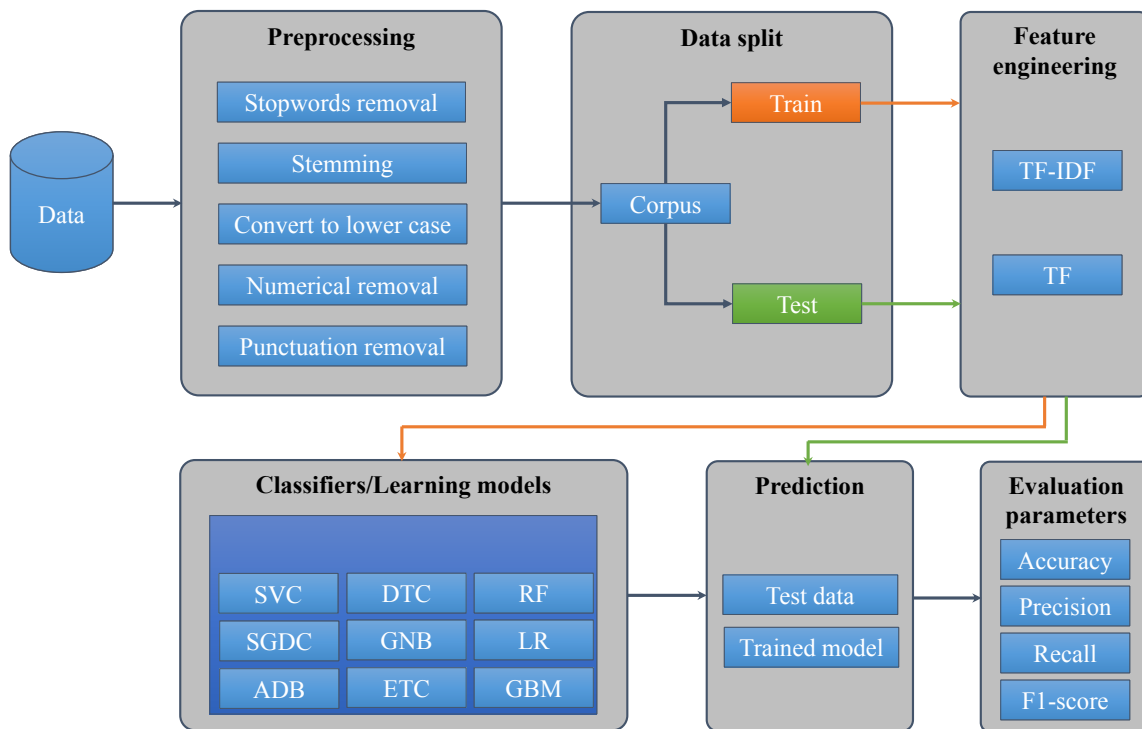 Data
Preprocessing
Stopwords removal
Stemming
Convert to lower case
Numerical removal
Punctuation removal
Data split
Train
Corpus
Test
Feature
engineering
TF-IDF
TF
Classifiers/Learning models
SVC DTC RF
SGDC GNB LR
ADB ETC GBM
Prediction
Test data
Trained model
Evaluation
parameters
Accuracy
Precision
Recall
F1-score